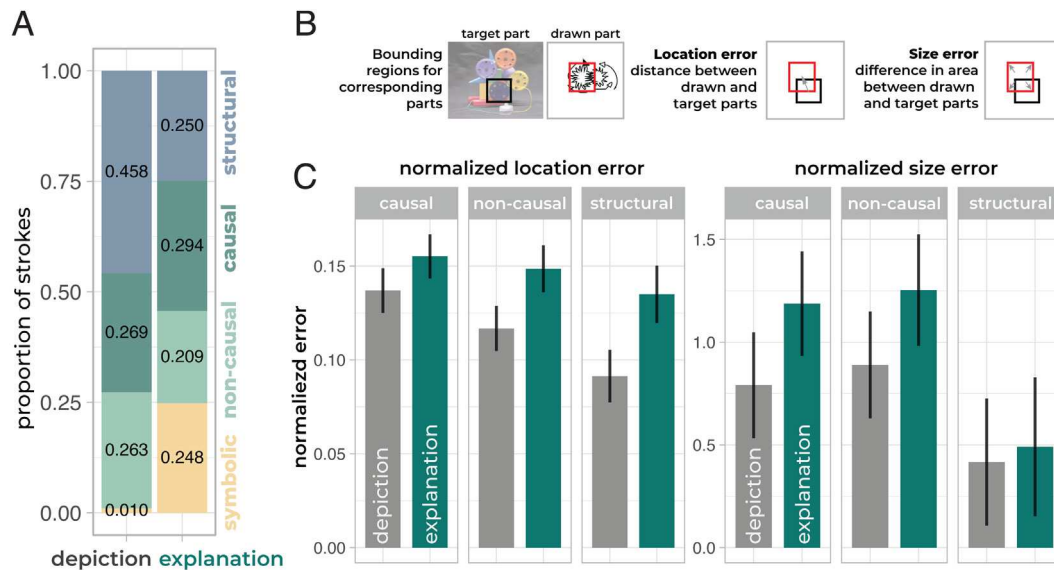 A
proportion of strokes
1.00
0.75
0.50
0.25
0.00
0.458
0.269
0.263
0.010
0.250
0.294
0.209
0.248
structural
causal
non-causal
symbolic
depiction explanation
B
Bounding
regions for
corresponding
parts
target part
drawn part
Location error
distance between
drawn and
target parts
Size error
difference in area
between drawn
and target parts
C
normalized location error
causal non-causal structural
normaliezd error
0.15
0.10
0.05
0.00
depiction
explanation
normalized size error
causal non-causal structural
1.5
1.0
0.5
0.0
depiction
explanation